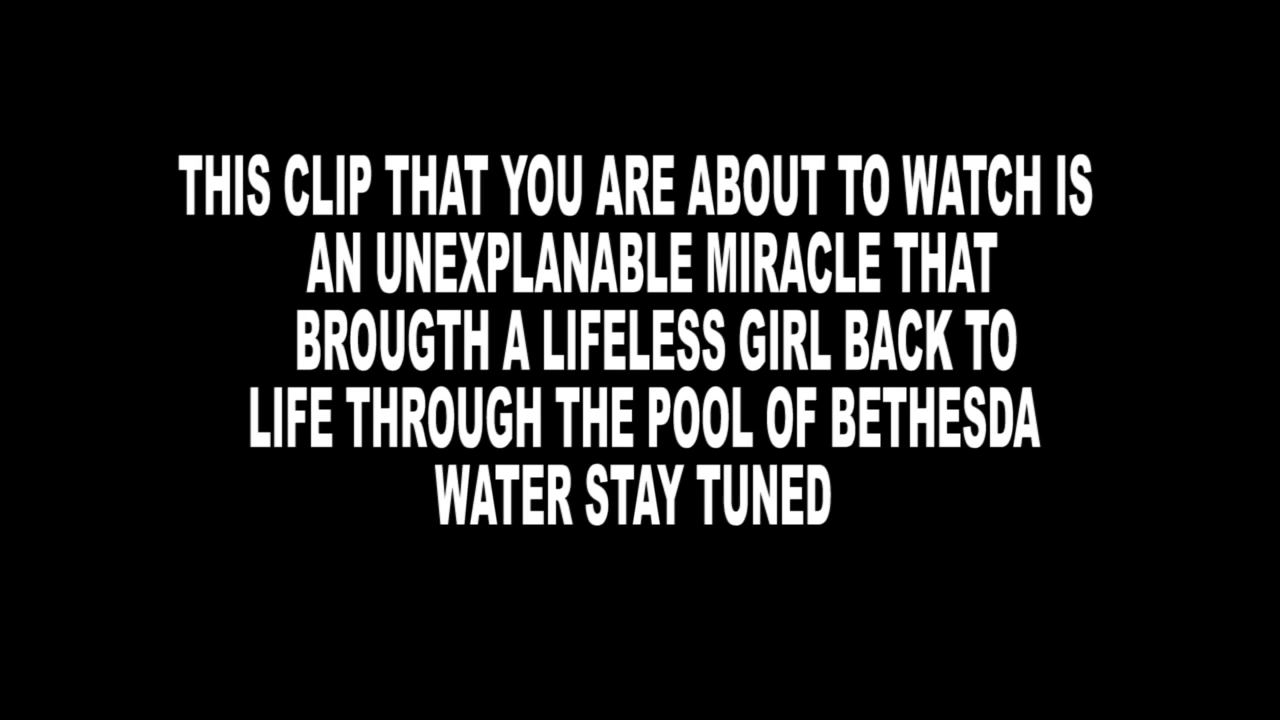 THIS CLIP THAT YOU ARE ABOUT TO WATCH IS
AN UNEXPLANABLE MIRACLE THAT
BROUGTH A LIFELESS GIRL BACK TO
LIFE THROUGH THE POOL OF BETHESDA
WATER STAY TUNED